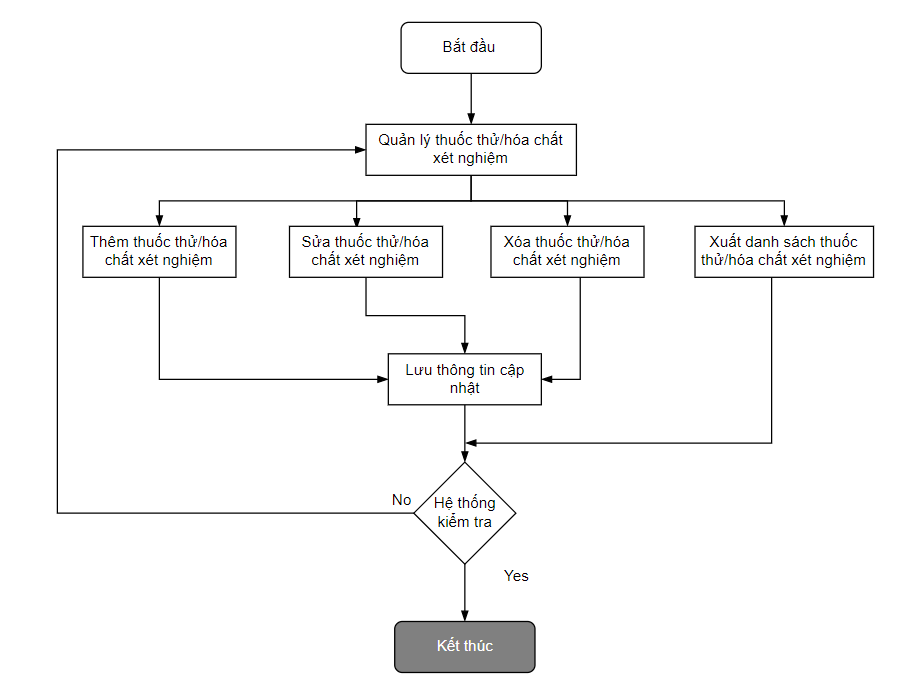 Bắt đầu
Quản lý thuốc thử/hóa chất
xét nghiệm
Thêm thuốc thử/hóa
chất xét nghiệm
Sửa thuốc thử/hóa
chất xét nghiệm
Xóa thuốc thử/hóa
chất xét nghiệm
Xuất danh sách thuốc
thử/hóa chất xét nghiệm
Lưu thông tin cập
nhật
No
Hệ thống
kiểm tra
Yes
Kết thúc